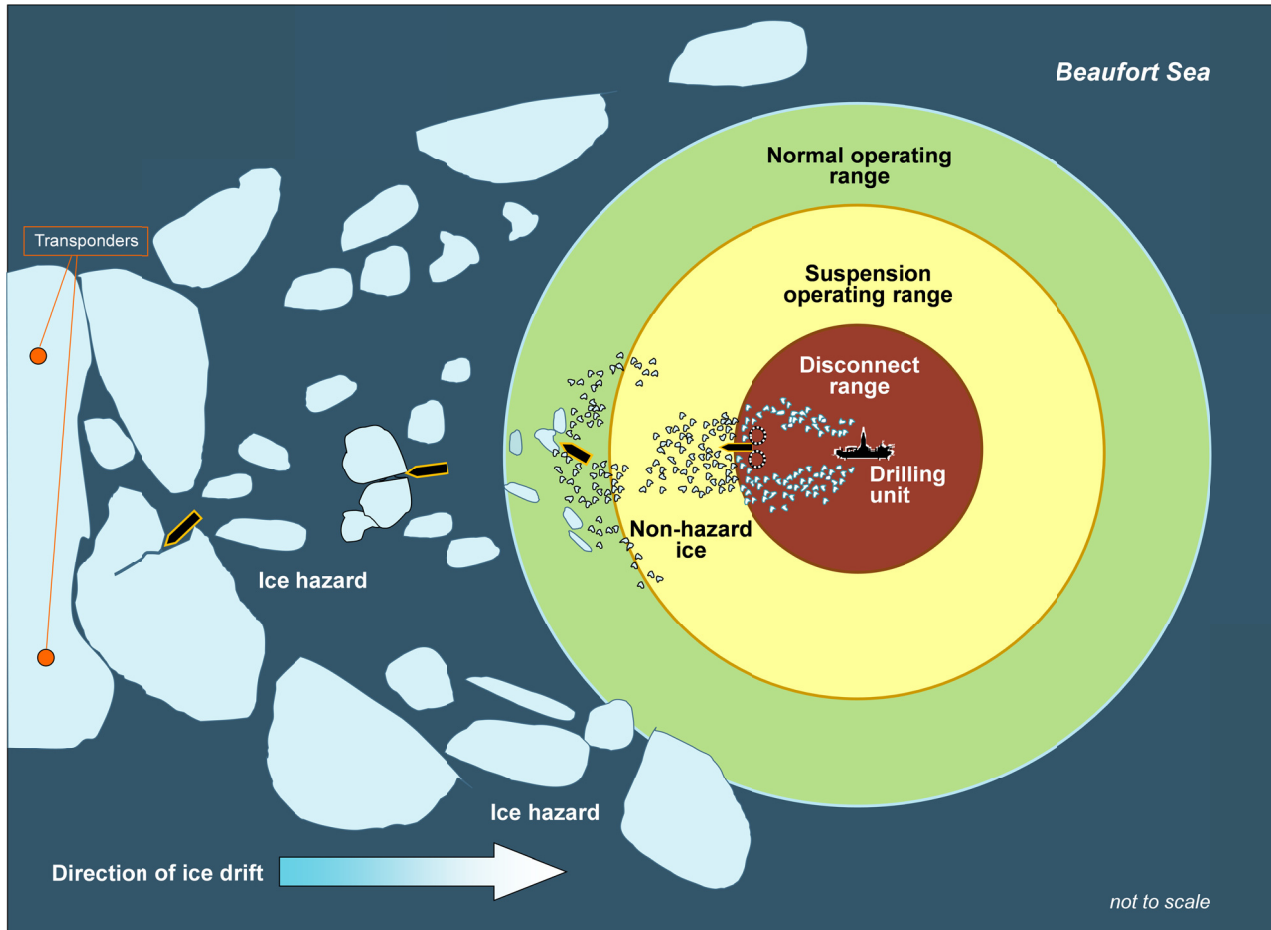 Beaufort Sea
Normal operating
range
Transponders
Suspension
operating range
Disconnect
range
Drilling
unit
Non-hazard
ice
Ice hazard
Ice hazard
Direction of ice drift
not to scale